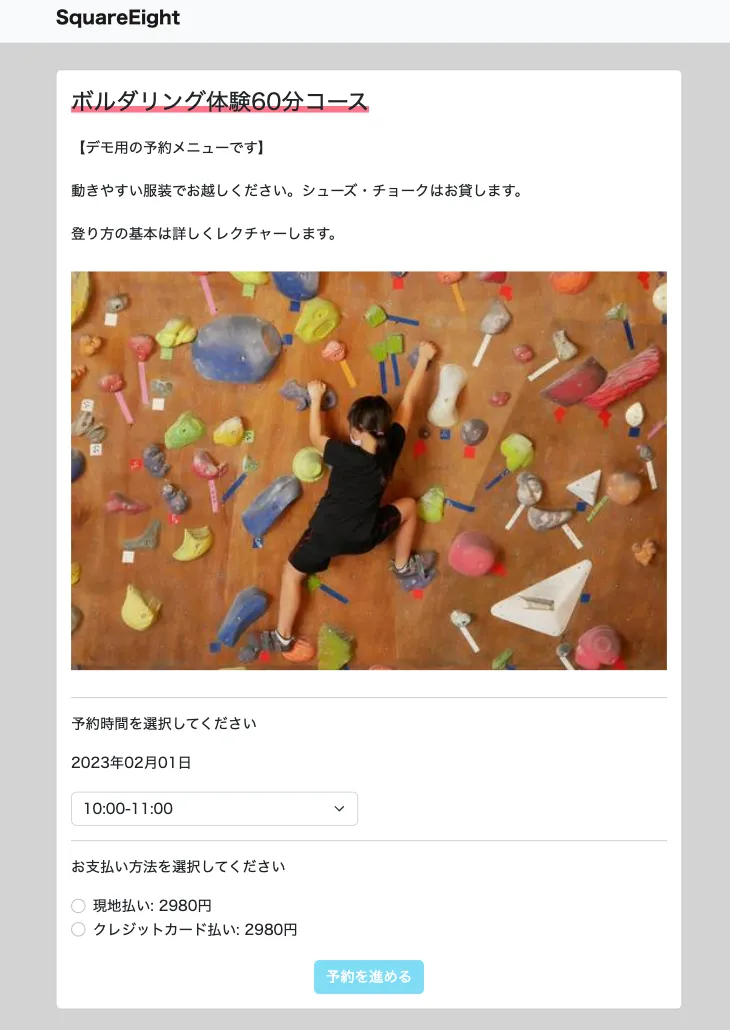 SquareEight
ボルダリング体験60分コース
【デモ用の予約メニューです】
動きやすい服装でお越しください。シューズ・チョークはお貸します。
登り方の基本は詳しくレクチャーします。
予約時間を選択してください
2023年02月01日
10:00-11:00
お支払い方法を選択してください
現地払い: 2980円
クレジットカード払い: 2980円
予約を進める